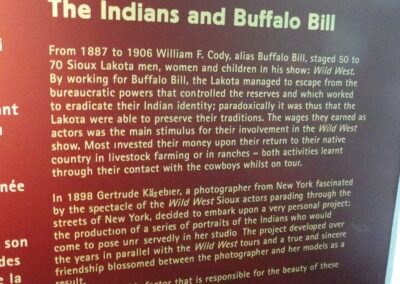 The Indians and Buffalo Bill
From 1887 to 1906 William F. Cody, alias Buffalo Bill, staged 50 to
70 Sioux Lakota men, women and children in his show: Wild West.
By working for Buffalo Bill, the Lakota managed to escape from the
bureaucratic powers that controlled the reserves and which worked
to eradicate their Indian identity; paradoxically it was thus that the
Lakota were able to preserve their traditions. The wages they earned as
actors was the main stimulus for their involvement in the Wild West
show. Most invested their money upon their return to their native
country in livestock farming or in ranches – both activities learnt
through their contact with the cowboys whilst on tour.
In 1898 Gertrude Käsebier, a photographer from New York fascinated
by the spectacle of the Wild West Sioux actors parading through the
streets of New York, decided to embark upon a very personal project:
the production of a series of portraits of the Indians who would
come to pose unr servedly in her studio The project developed over
the years in parallel with the Wild West tours and a true and sincere
friendship blossomed between the photographer and her models as a
result.
factor that is responsible for the beauty of these
ant
née
son
des
e la